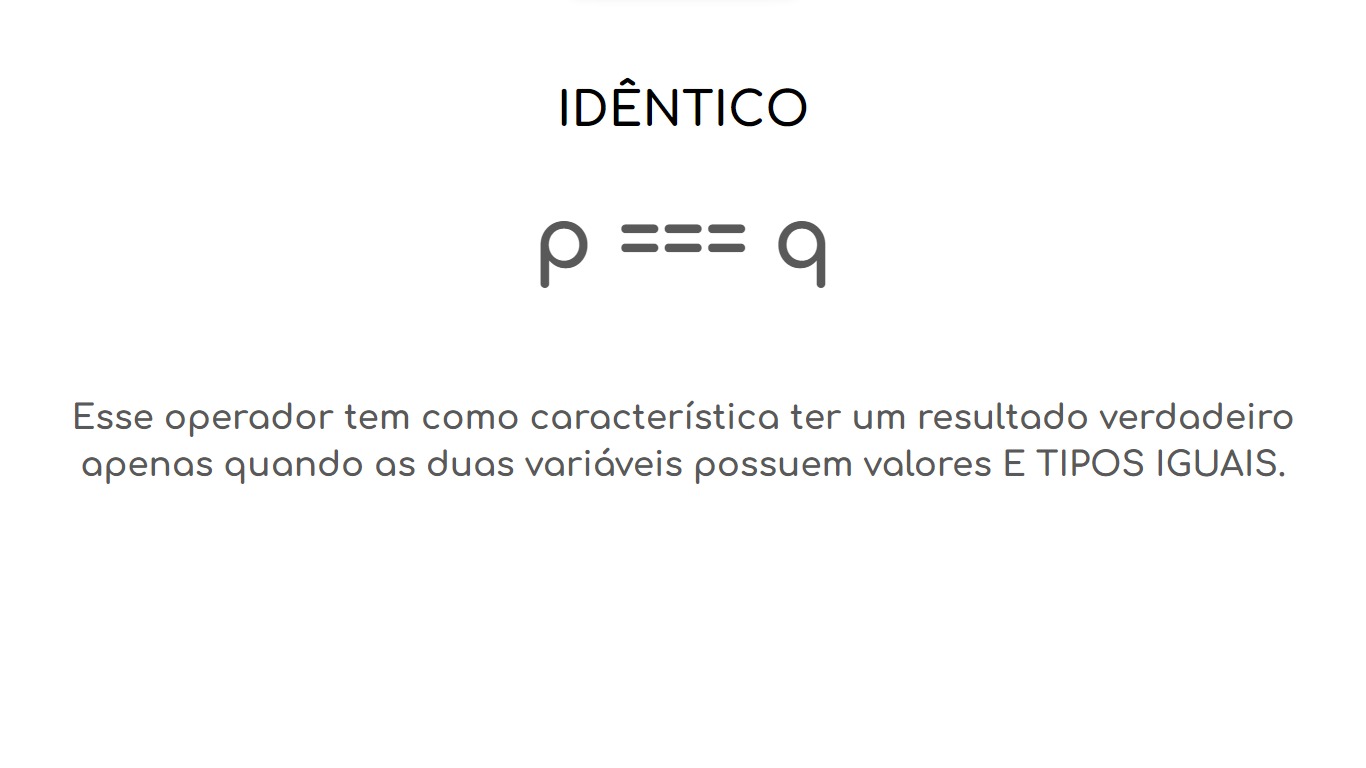 IDÊNTICO
p === q
Esse operador tem como característica ter um resultado verdadeiro
apenas quando as duas variáveis possuem valores E TIPOS IGUAIS.